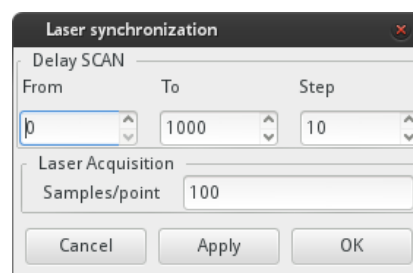 Laser synchronization
Delay SCAN
From To Step
0 1000 10
Laser Acquisition
Samples/point 100
Cancel Apply OK